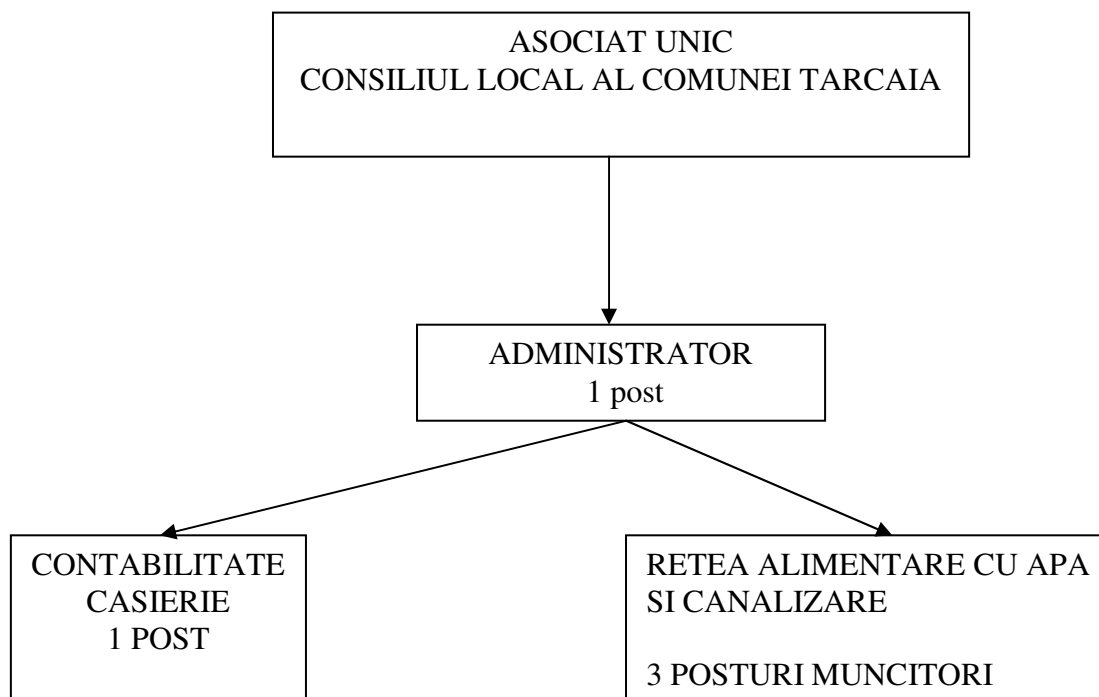 ASOCIAT UNIC
CONSILIUL LOCAL AL COMUNEI TARCAIA
ADMINISTRATOR
1 post
CONTABILITATE
CASIERIE
1 POST
RETEA ALIMENTARE CU APA
SI CANALIZARE
3 POSTURI MUNCITORI